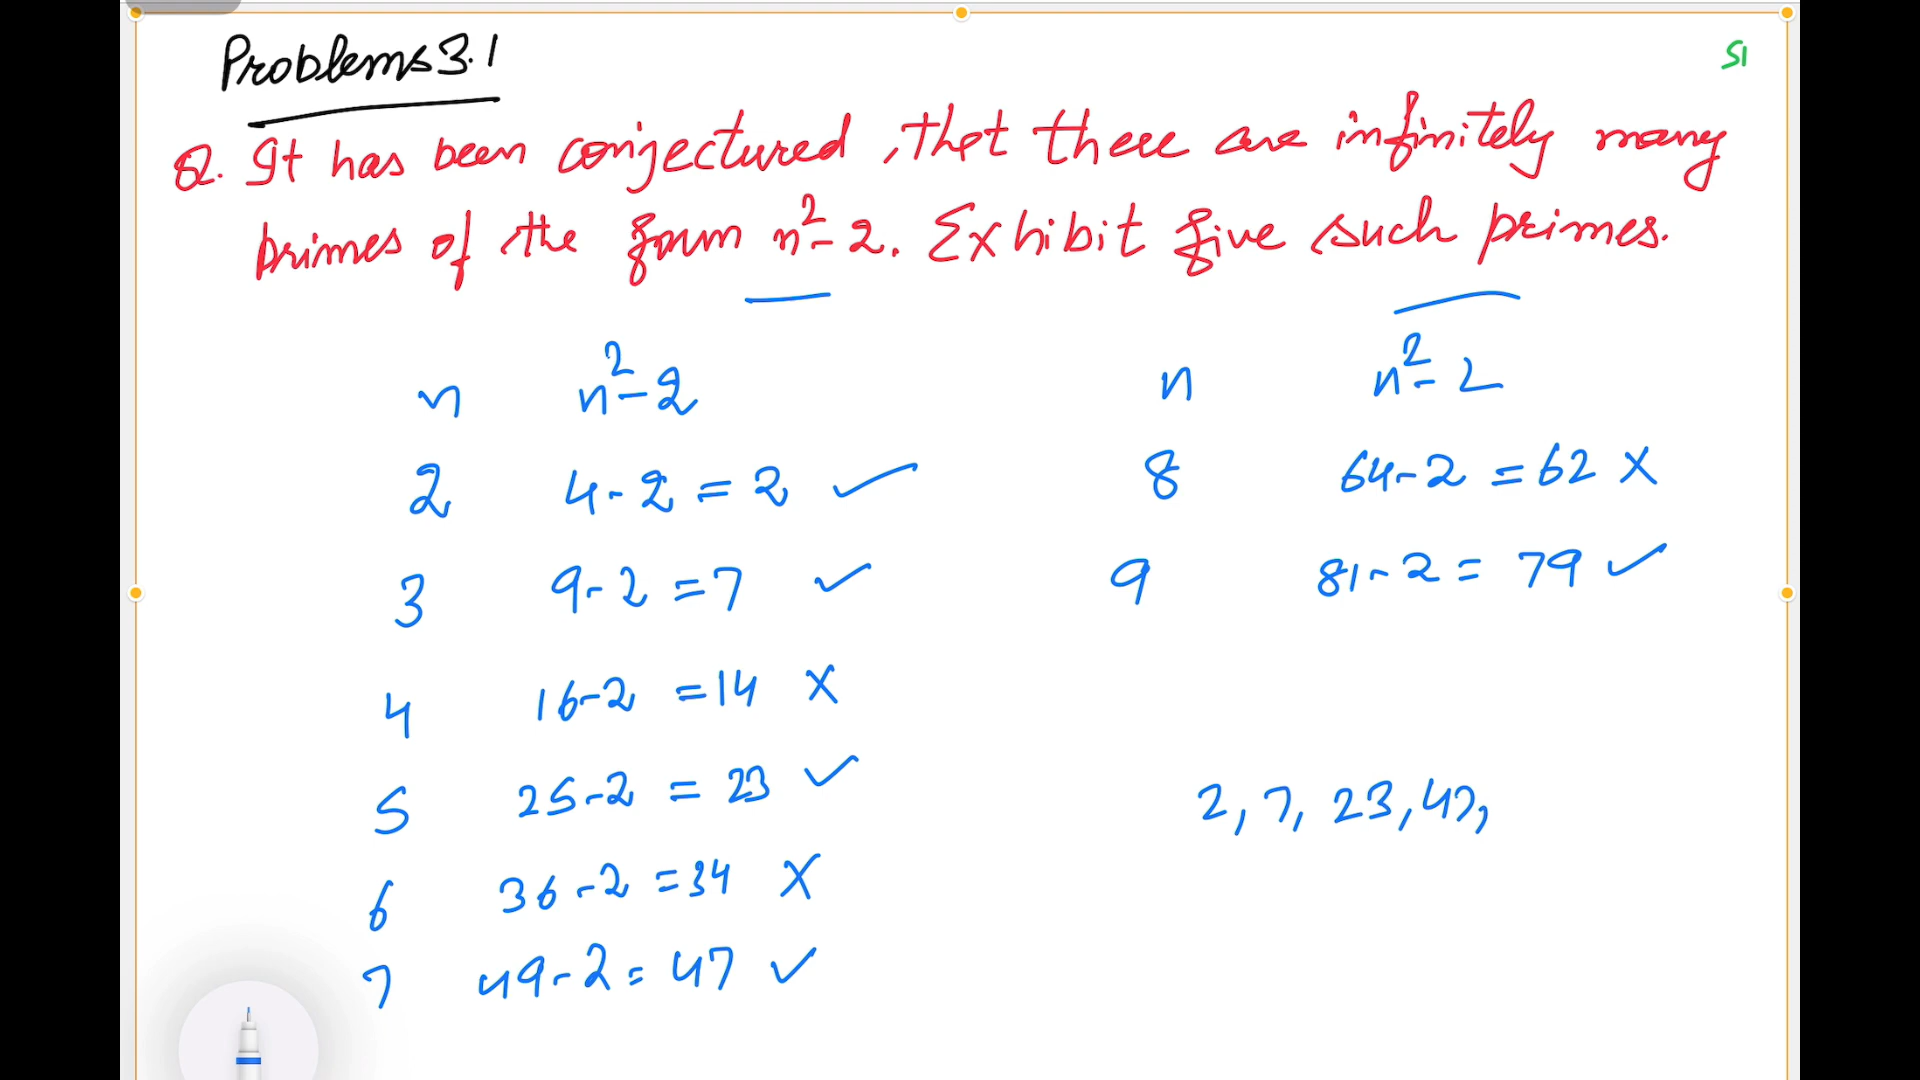 Problems 3.1
51
Q. It has been conjectured, that there are infinitely many
primes of the form n²-2. Exhibit five such primes.
n n²-2
2 4-2 = 2 ✓
3 9-2 = 7 ✓
4 16-2 = 14 X
5 25-2 = 23 ✓
6 36-2 = 34 X
7 49-2 = 47 ✓
n n²-2
8 64-2 = 62 X
9 81-2 = 79 ✓
2, 7, 23, 47,